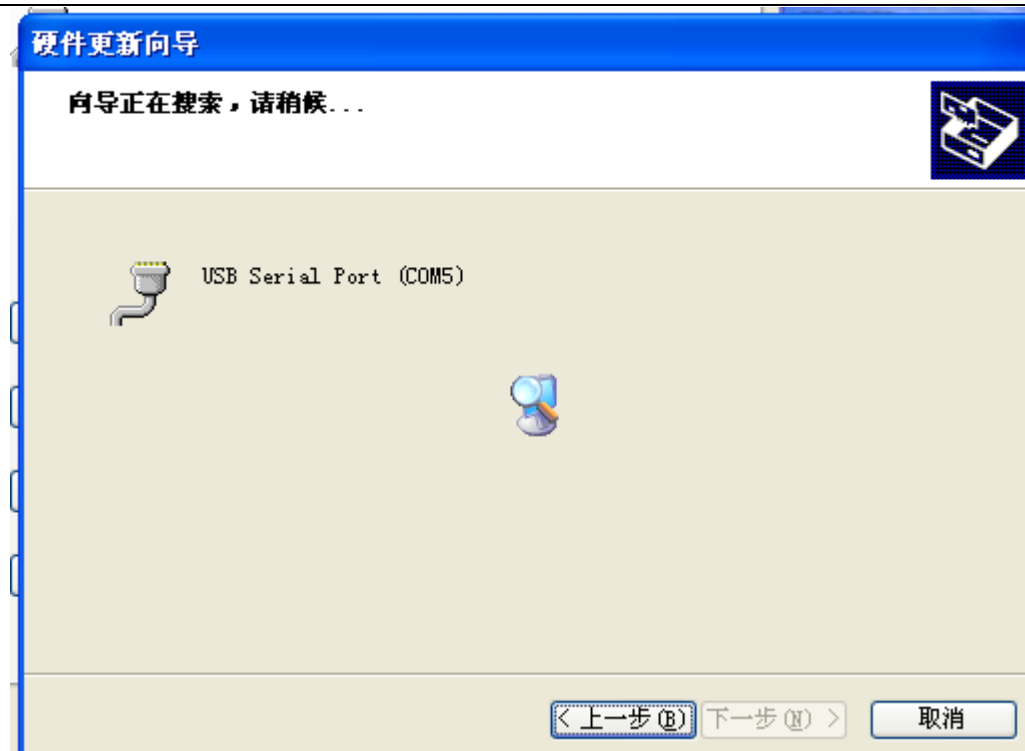 硬件更新向导
向导正在搜索，请稍候...
USB Serial Port (COM5)
< 上一步(B) 下一步(N) > 取消